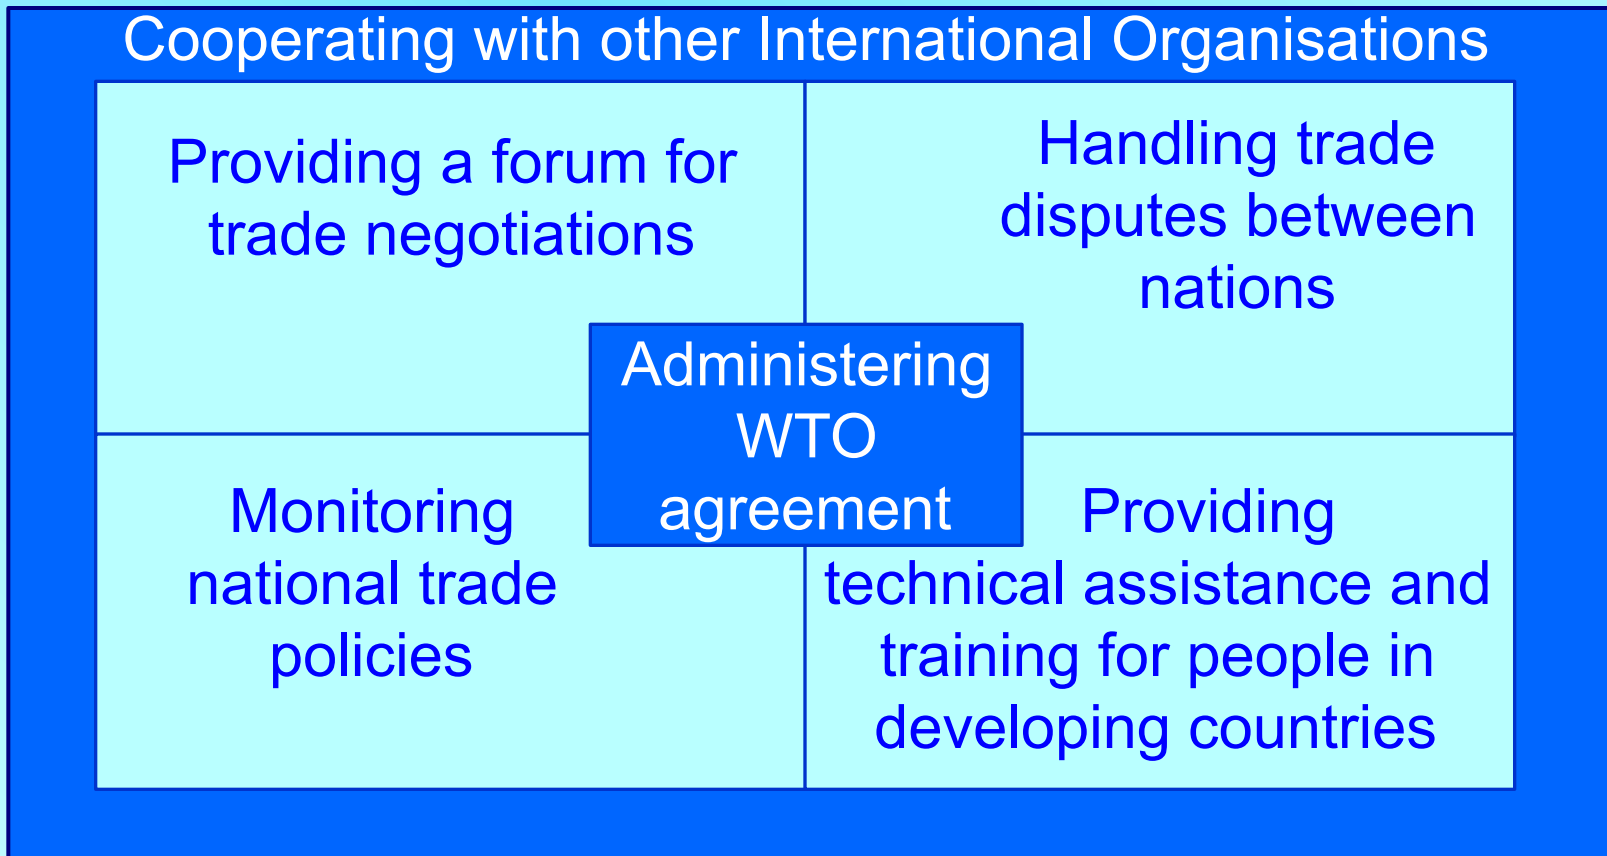 Cooperating with other International Organisations
Providing a forum for
trade negotiations
Handling trade
disputes between
nations
Administering
WTO
agreement
Monitoring
national trade
policies
Providing
technical assistance and
training for people in
developing countries